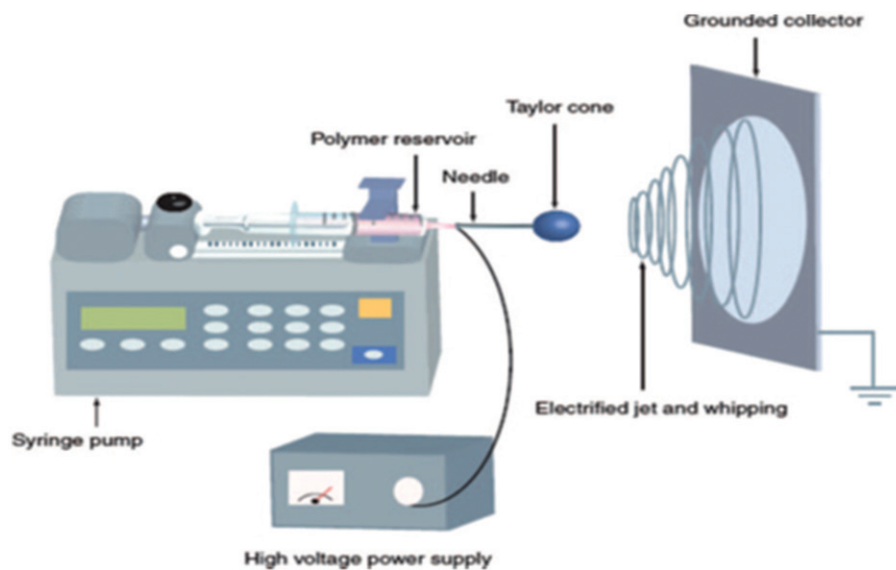 Grounded collector
Taylor cone
Polymer reservoir
Needle
Electrified jet and whipping
Syringe pump
High voltage power supply